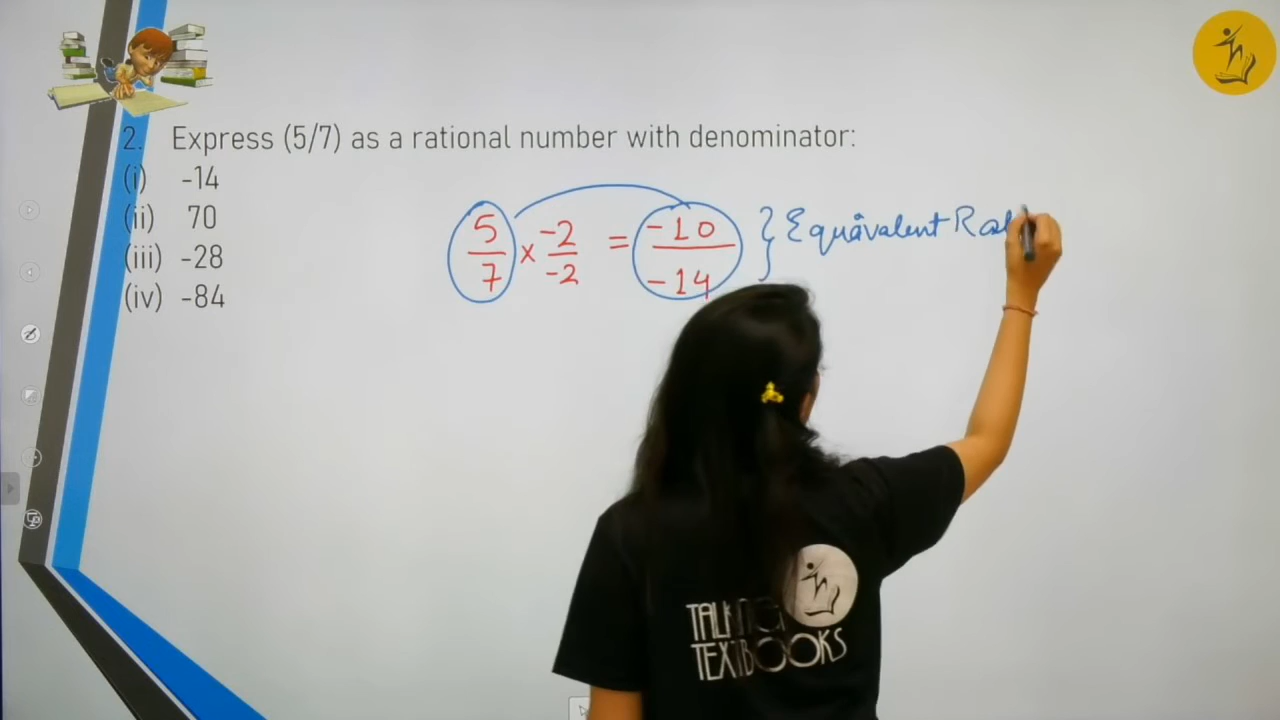 2. Express (5/7) as a rational number with denominator:
(i) -14
(ii) 70
(iii) -28
(iv) -84
5/7 × -2/-2 = -10/-14 } Equivalent Rat
TALKING
TEXTBOOKS